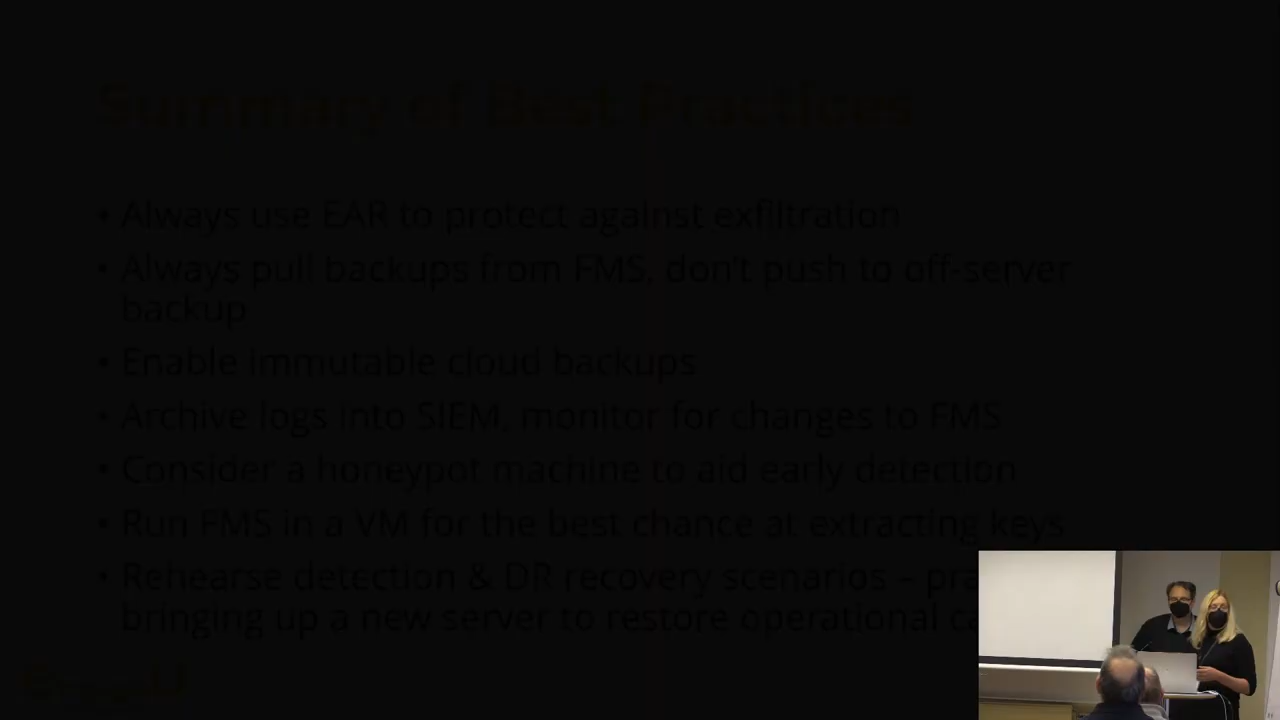 Summary of Best Practices
• Always use EAR to protect against exfiltration
• Always pull backups from FMS, don't push to off-server
backup
• Enable immutable cloud backups
• Archive logs into SIEM, monitor for changes to FMS
• Consider a honeypot machine to aid early detection
• Run FMS in a VM for the best chance at extracting keys
• Rehearse detection & DR recovery scenarios –
bringing up a new server to restore operational